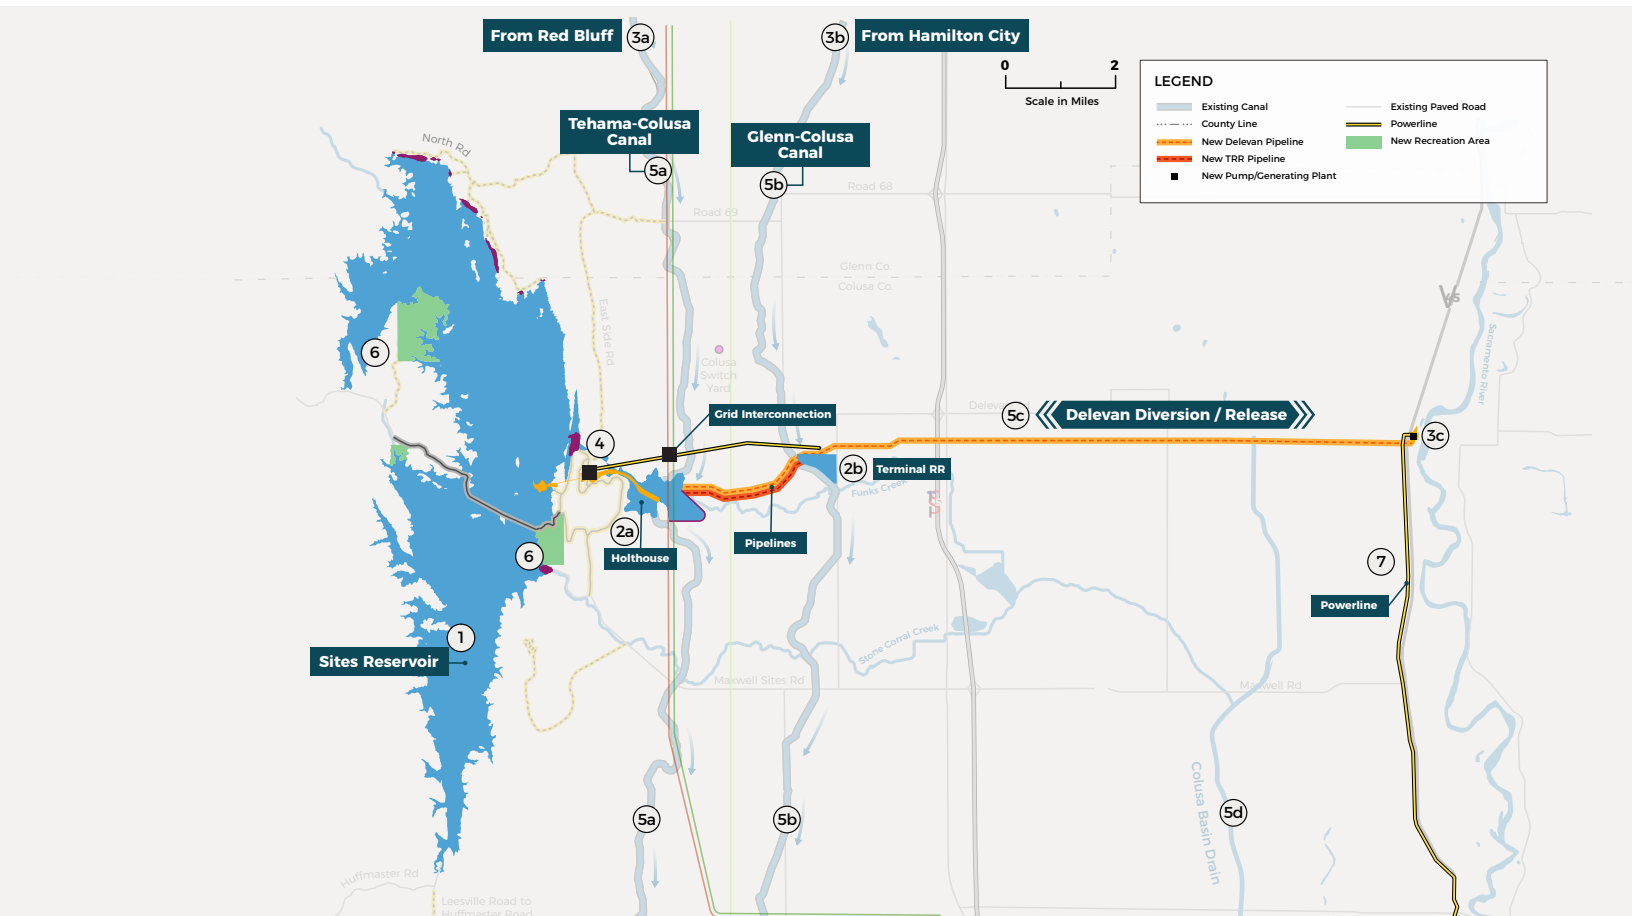 From Red Bluff
3a
3b
From Hamilton City
0
2
Scale in Miles
LEGEND
Existing Canal
County Line
New Delevan Pipeline
New TRR Pipeline
New Pump/Generating Plant
Existing Paved Road
Powerline
New Recreation Area
North Rd
Tehama-Colusa
Canal
5a
Glenn-Colusa
Canal
5b
Road 68
Road 69
Glenn Co.
Colusa Co.
East Side Rd
45
Sacramento River
6
Colusa
Switch
Yard
Grid Interconnection
5c
Delevan Diversion / Release
3c
4
2b
Terminal RR
Funks Creek
2a
Holthouse
Pipelines
6
7
Powerline
1
Sites Reservoir
Stone Corral Creek
Maxwell Sites Rd
Maxwell Rd
5a
5b
Colusa Basin Drain
5d
Huffmaster Rd
Leesville Road to
Huffmaster Road